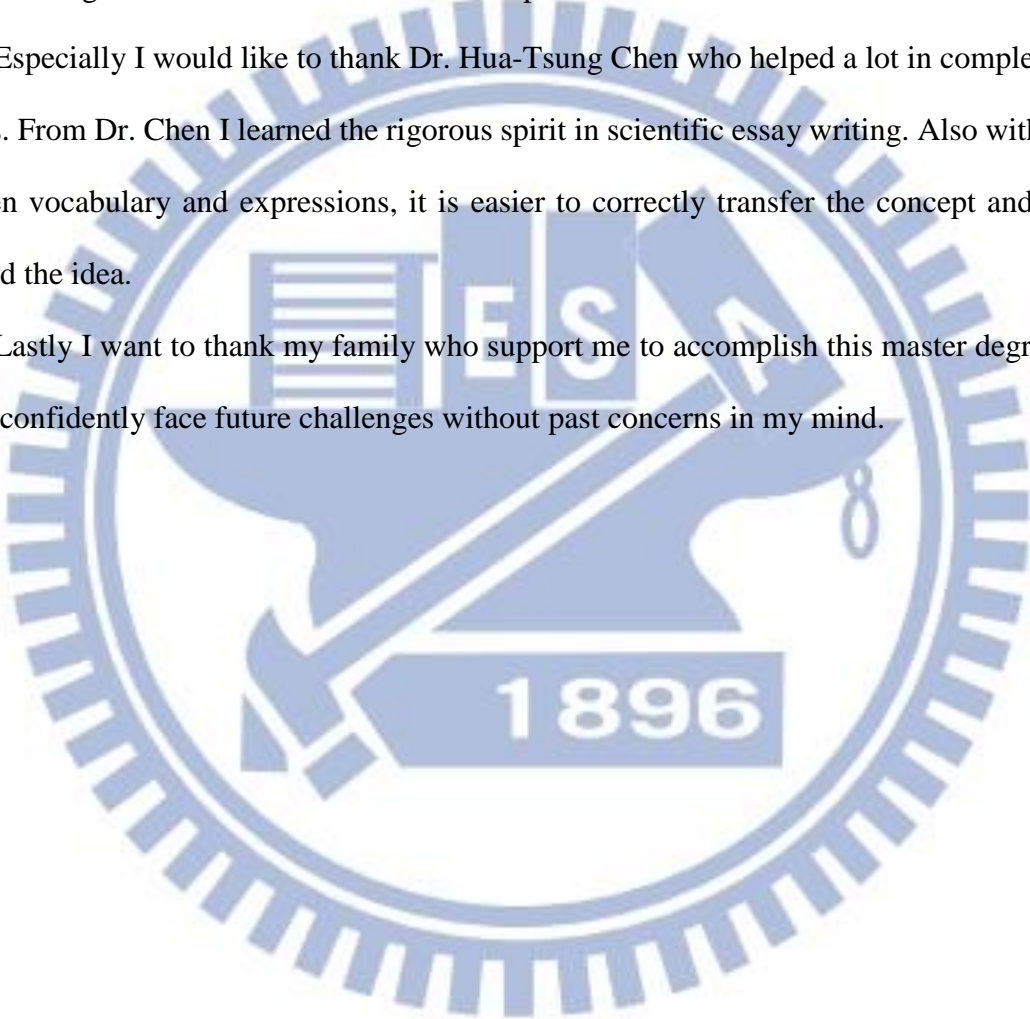 Especially I would like to thank Dr. Hua-Tsung Chen who helped a lot in comple
. From Dr. Chen I learned the rigorous spirit in scientific essay writing. Also with
en vocabulary and expressions, it is easier to correctly transfer the concept and
d the idea.
Lastly I want to thank my family who support me to accomplish this master degr
confidently face future challenges without past concerns in my mind.
E S A
1896